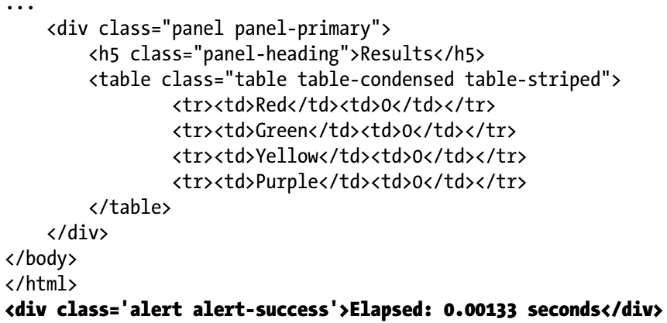 ...
    <div class="panel panel-primary">
        <h5 class="panel-heading">Results</h5>
        <table class="table table-condensed table-striped">
                <tr><td>Red</td><td>0</td></tr>
                <tr><td>Green</td><td>0</td></tr>
                <tr><td>Yellow</td><td>0</td></tr>
                <tr><td>Purple</td><td>0</td></tr>
        </table>
    </div>
</body>
</html>
<div class='alert alert-success'>Elapsed: 0.00133 seconds</div>